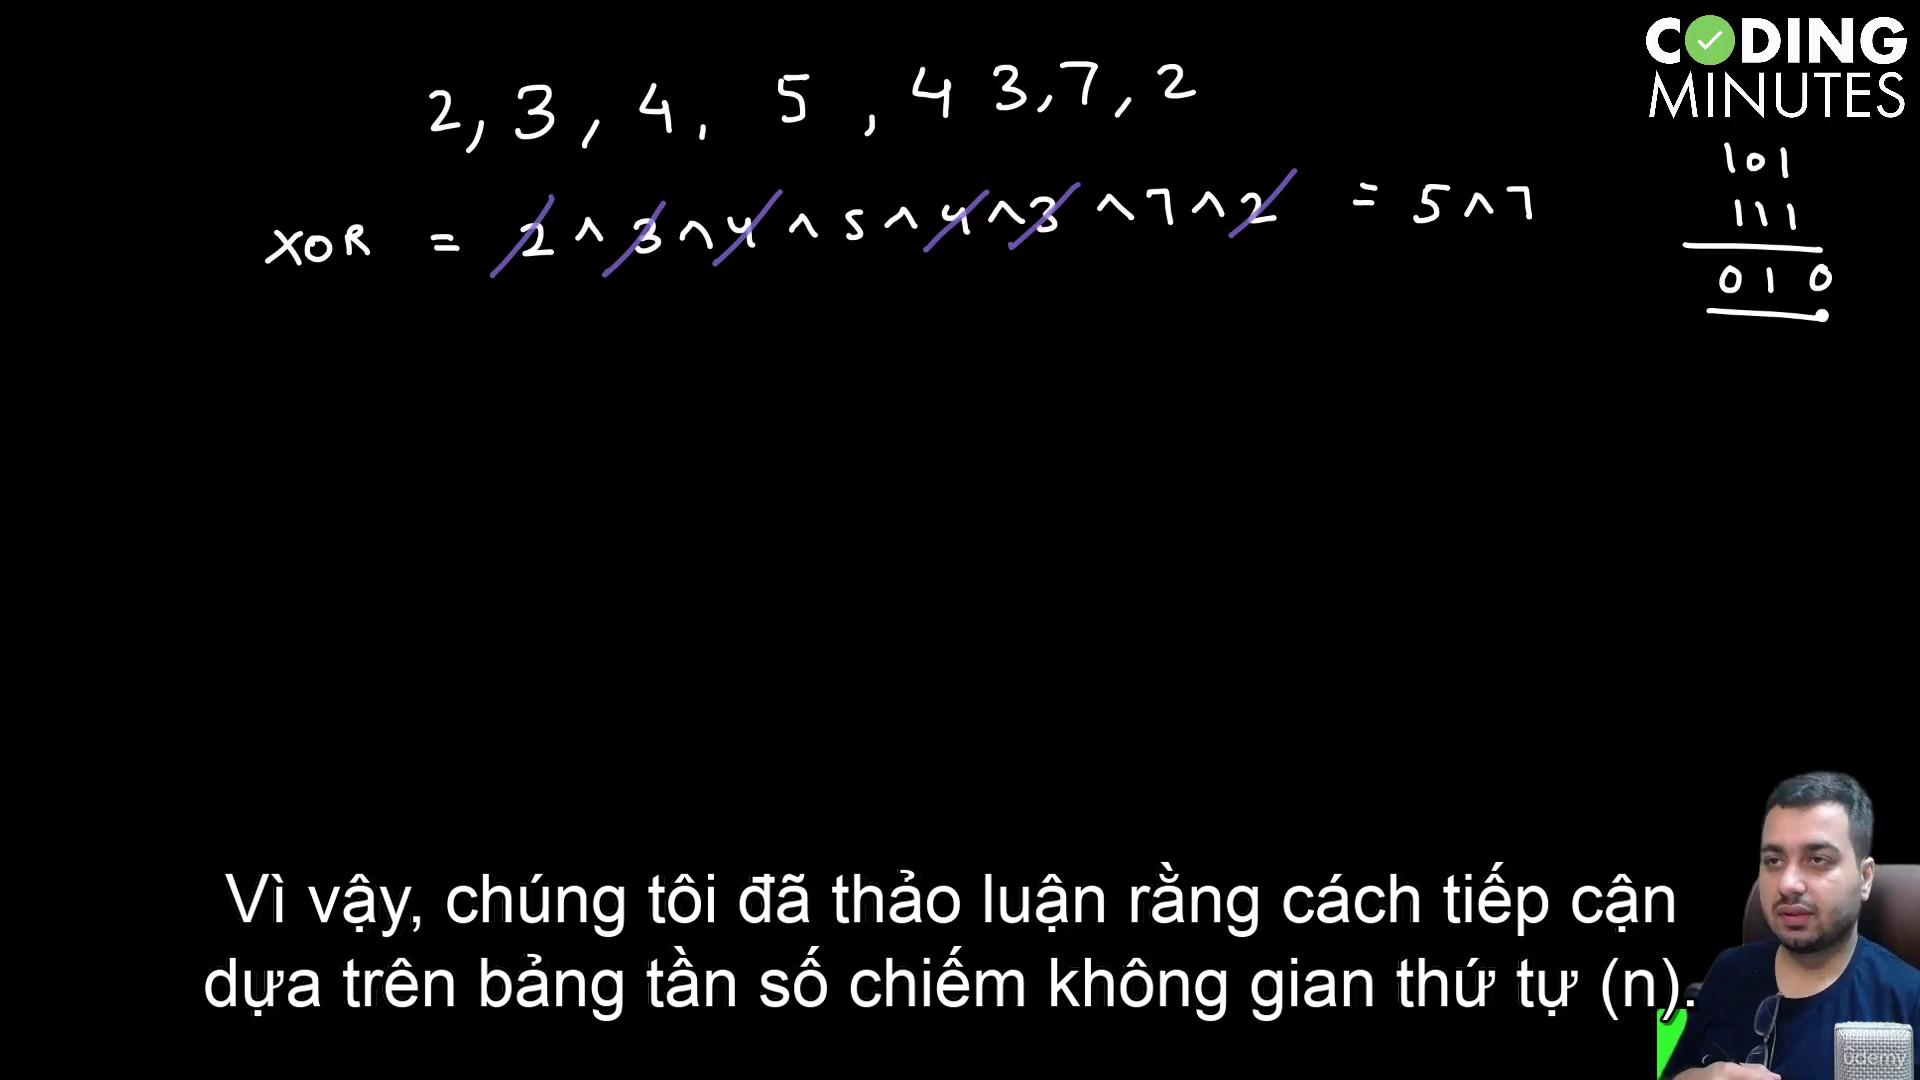 CODING
MINUTES
2, 3, 4, 5, 4 3, 7, 2
XOR = 2 ^ 3 ^ 4 ^ 5 ^ 4 ^ 3 ^ 7 ^ 2 = 5 ^ 7
101
111
010
Vì vậy, chúng tôi đã thảo luận rằng cách tiếp cận
dựa trên bảng tần số chiếm không gian thứ tự (n).
udemy